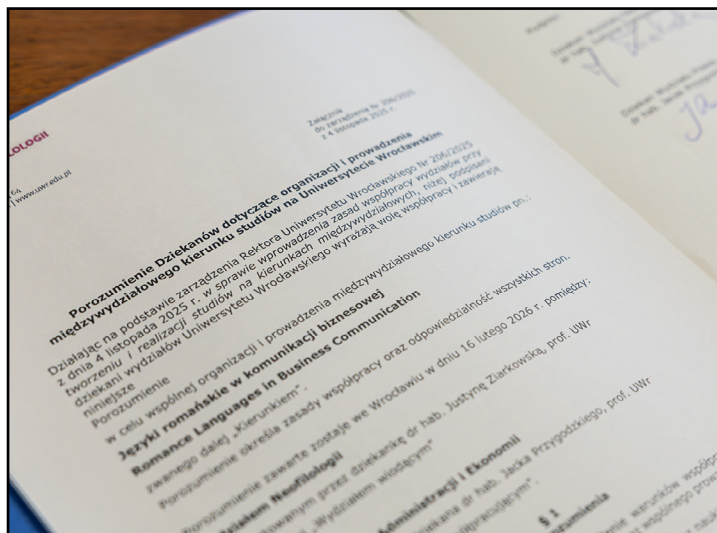 64
| www.uwr.edu.pl
Załącznik
do zarządzenia Nr 206/2025
z 4 listopada 2025 r.
Porozumienie Dziekanów dotyczące organizacji i prowadzenia
międzywydziałowego kierunku studiów na Uniwersytecie Wrocławskim
Działając na podstawie zarządzenia Rektora Uniwersytetu Wrocławskiego Nr 206/2025
z dnia 4 listopada 2025 r. w sprawie wprowadzenia zasad współpracy wydziałów przy
tworzeniu i realizacji studiów na kierunkach międzywydziałowych, niżej podpisani
dziekani wydziałów Uniwersytetu Wrocławskiego wyrażają wolę współpracy i zawierają
niniejsze
Porozumienie
w celu wspólnej organizacji i prowadzenia międzywydziałowego kierunku studiów pn.:
Języki romańskie w komunikacji biznesowej
Romance Languages in Business Communication
zwanego dalej „Kierunkiem”.
Porozumienie określa zasady współpracy oraz odpowiedzialność wszystkich stron.
Porozumienie zawarte zostaje we Wrocławiu w dniu 16 lutego 2026 r. pomiędzy:
Neofilologii
przez dziekankę dr hab. Justynę Ziarkowską, prof. UWr
„Wydziałem wiodącym”
Administracji i Ekonomii
dziekana dr hab. Jacka Przygodzkiego, prof. UWr
§ 1
warunków